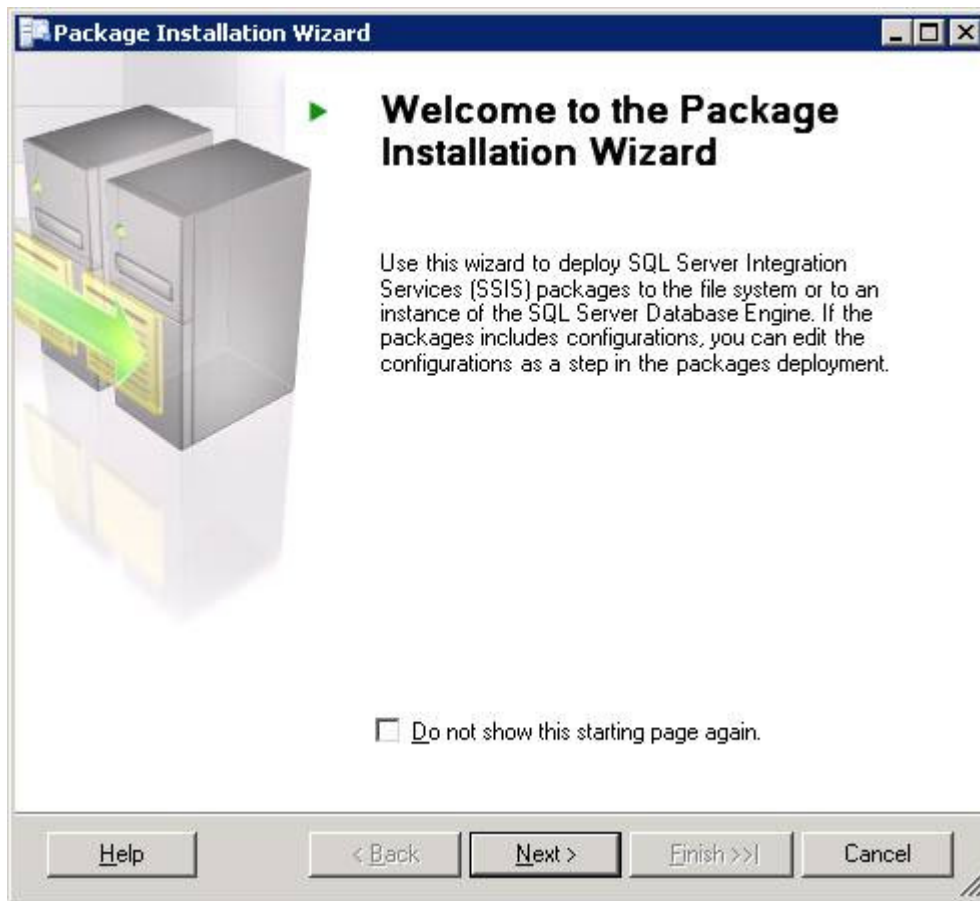 Package Installation Wizard
Welcome to the Package
Installation Wizard
Use this wizard to deploy SQL Server Integration
Services (SSIS) packages to the file system or to an
instance of the SQL Server Database Engine. If the
packages includes configurations, you can edit the
configurations as a step in the packages deployment.
Do not show this starting page again.
Help
< Back
Next >
Finish >>|
Cancel